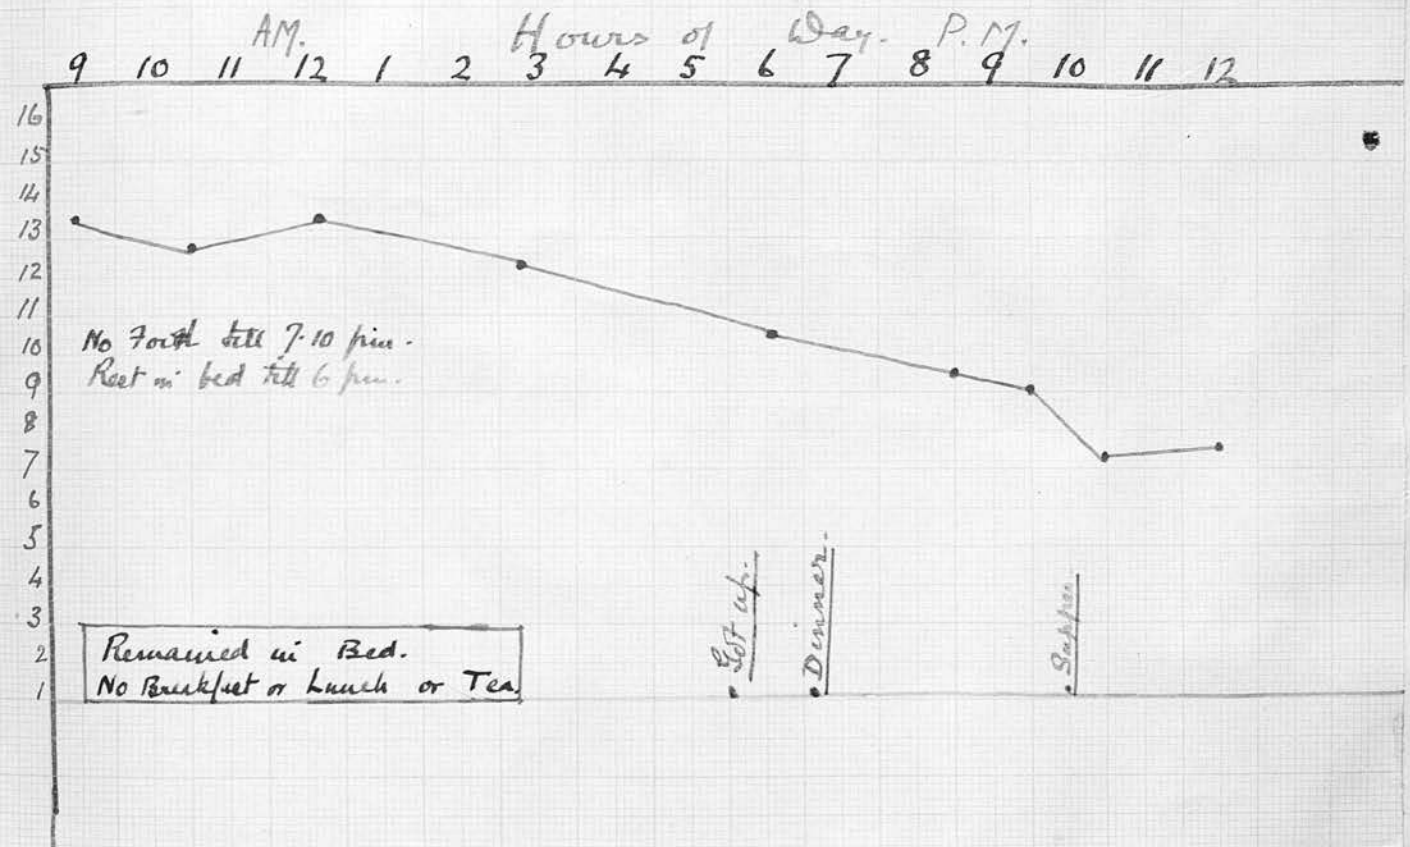 AM. Hours of Day. P.M.
9 10 11 12 1 2 3 4 5 6 7 8 9 10 11 12
16
15
14
13
12
11
10
9
8
7
6
5
4
3
2
1
No Food till 7.10 pm.
Rest in bed till 6 pm.
Remained in Bed.
No Breakfast or Lunch or Tea.
Got up.
Dinner.
Supper